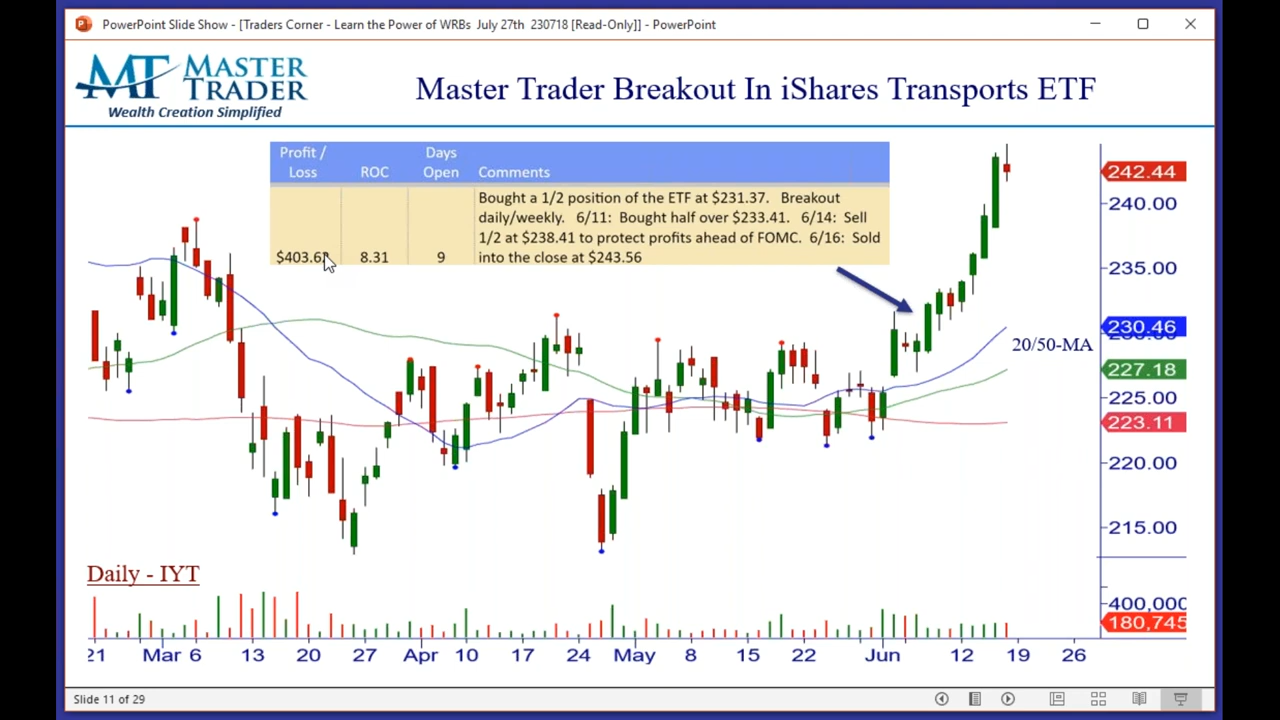 PowerPoint Slide Show - [Traders Corner - Learn the Power of WRBs July 27th 230718 [Read-Only]] - PowerPoint
MT MASTER TRADER
Wealth Creation Simplified
Master Trader Breakout In iShares Transports ETF
Profit / Loss ROC Days Open Comments
Bought a 1/2 position of the ETF at $231.37. Breakout
daily/weekly. 6/11: Bought half over $233.41. 6/14: Sell
1/2 at $238.41 to protect profits ahead of FOMC. 6/16: Sold
$403.6 8.31 9 into the close at $243.56
242.44
240.00
235.00
230.46
20/50-MA
227.18
225.00
223.11
220.00
215.00
Daily - IYT
400,000
180,745
21 Mar 6 13 20 27 Apr 10 17 24 May 8 15 22 Jun 12 19 26
Slide 11 of 29